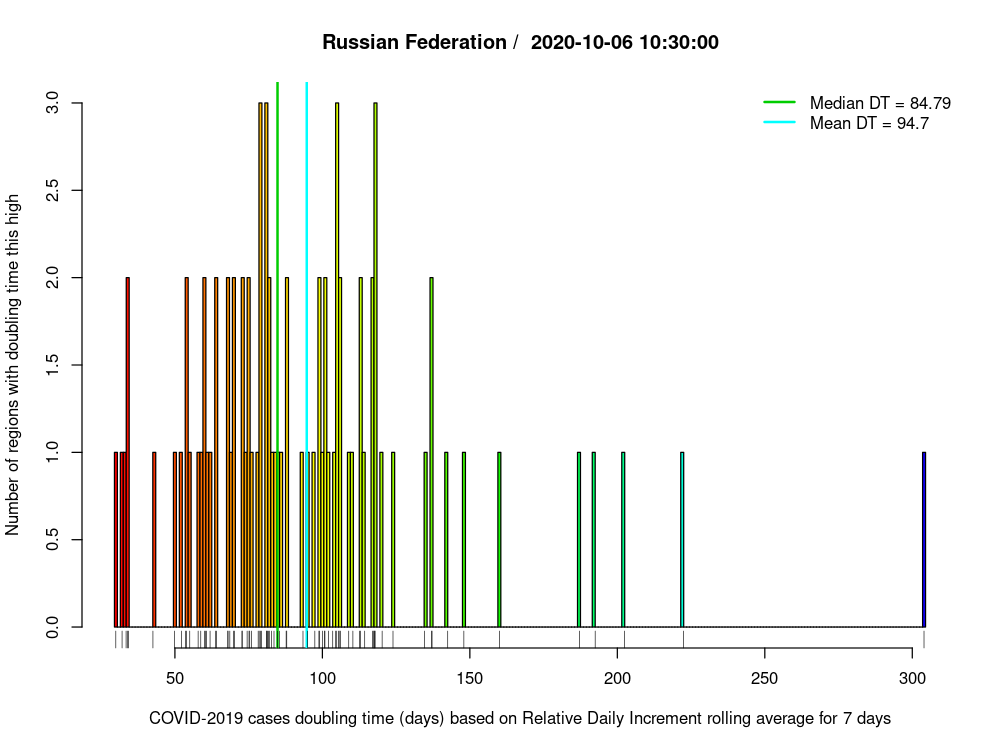 Russian Federation / 2020-10-06 10:30:00
Median DT = 84.79
Mean DT = 94.7
Number of regions with doubling time this high
3.0
2.5
2.0
1.5
1.0
0.5
0.0
50 100 150 200 250 300
COVID-2019 cases doubling time (days) based on Relative Daily Increment rolling average for 7 days